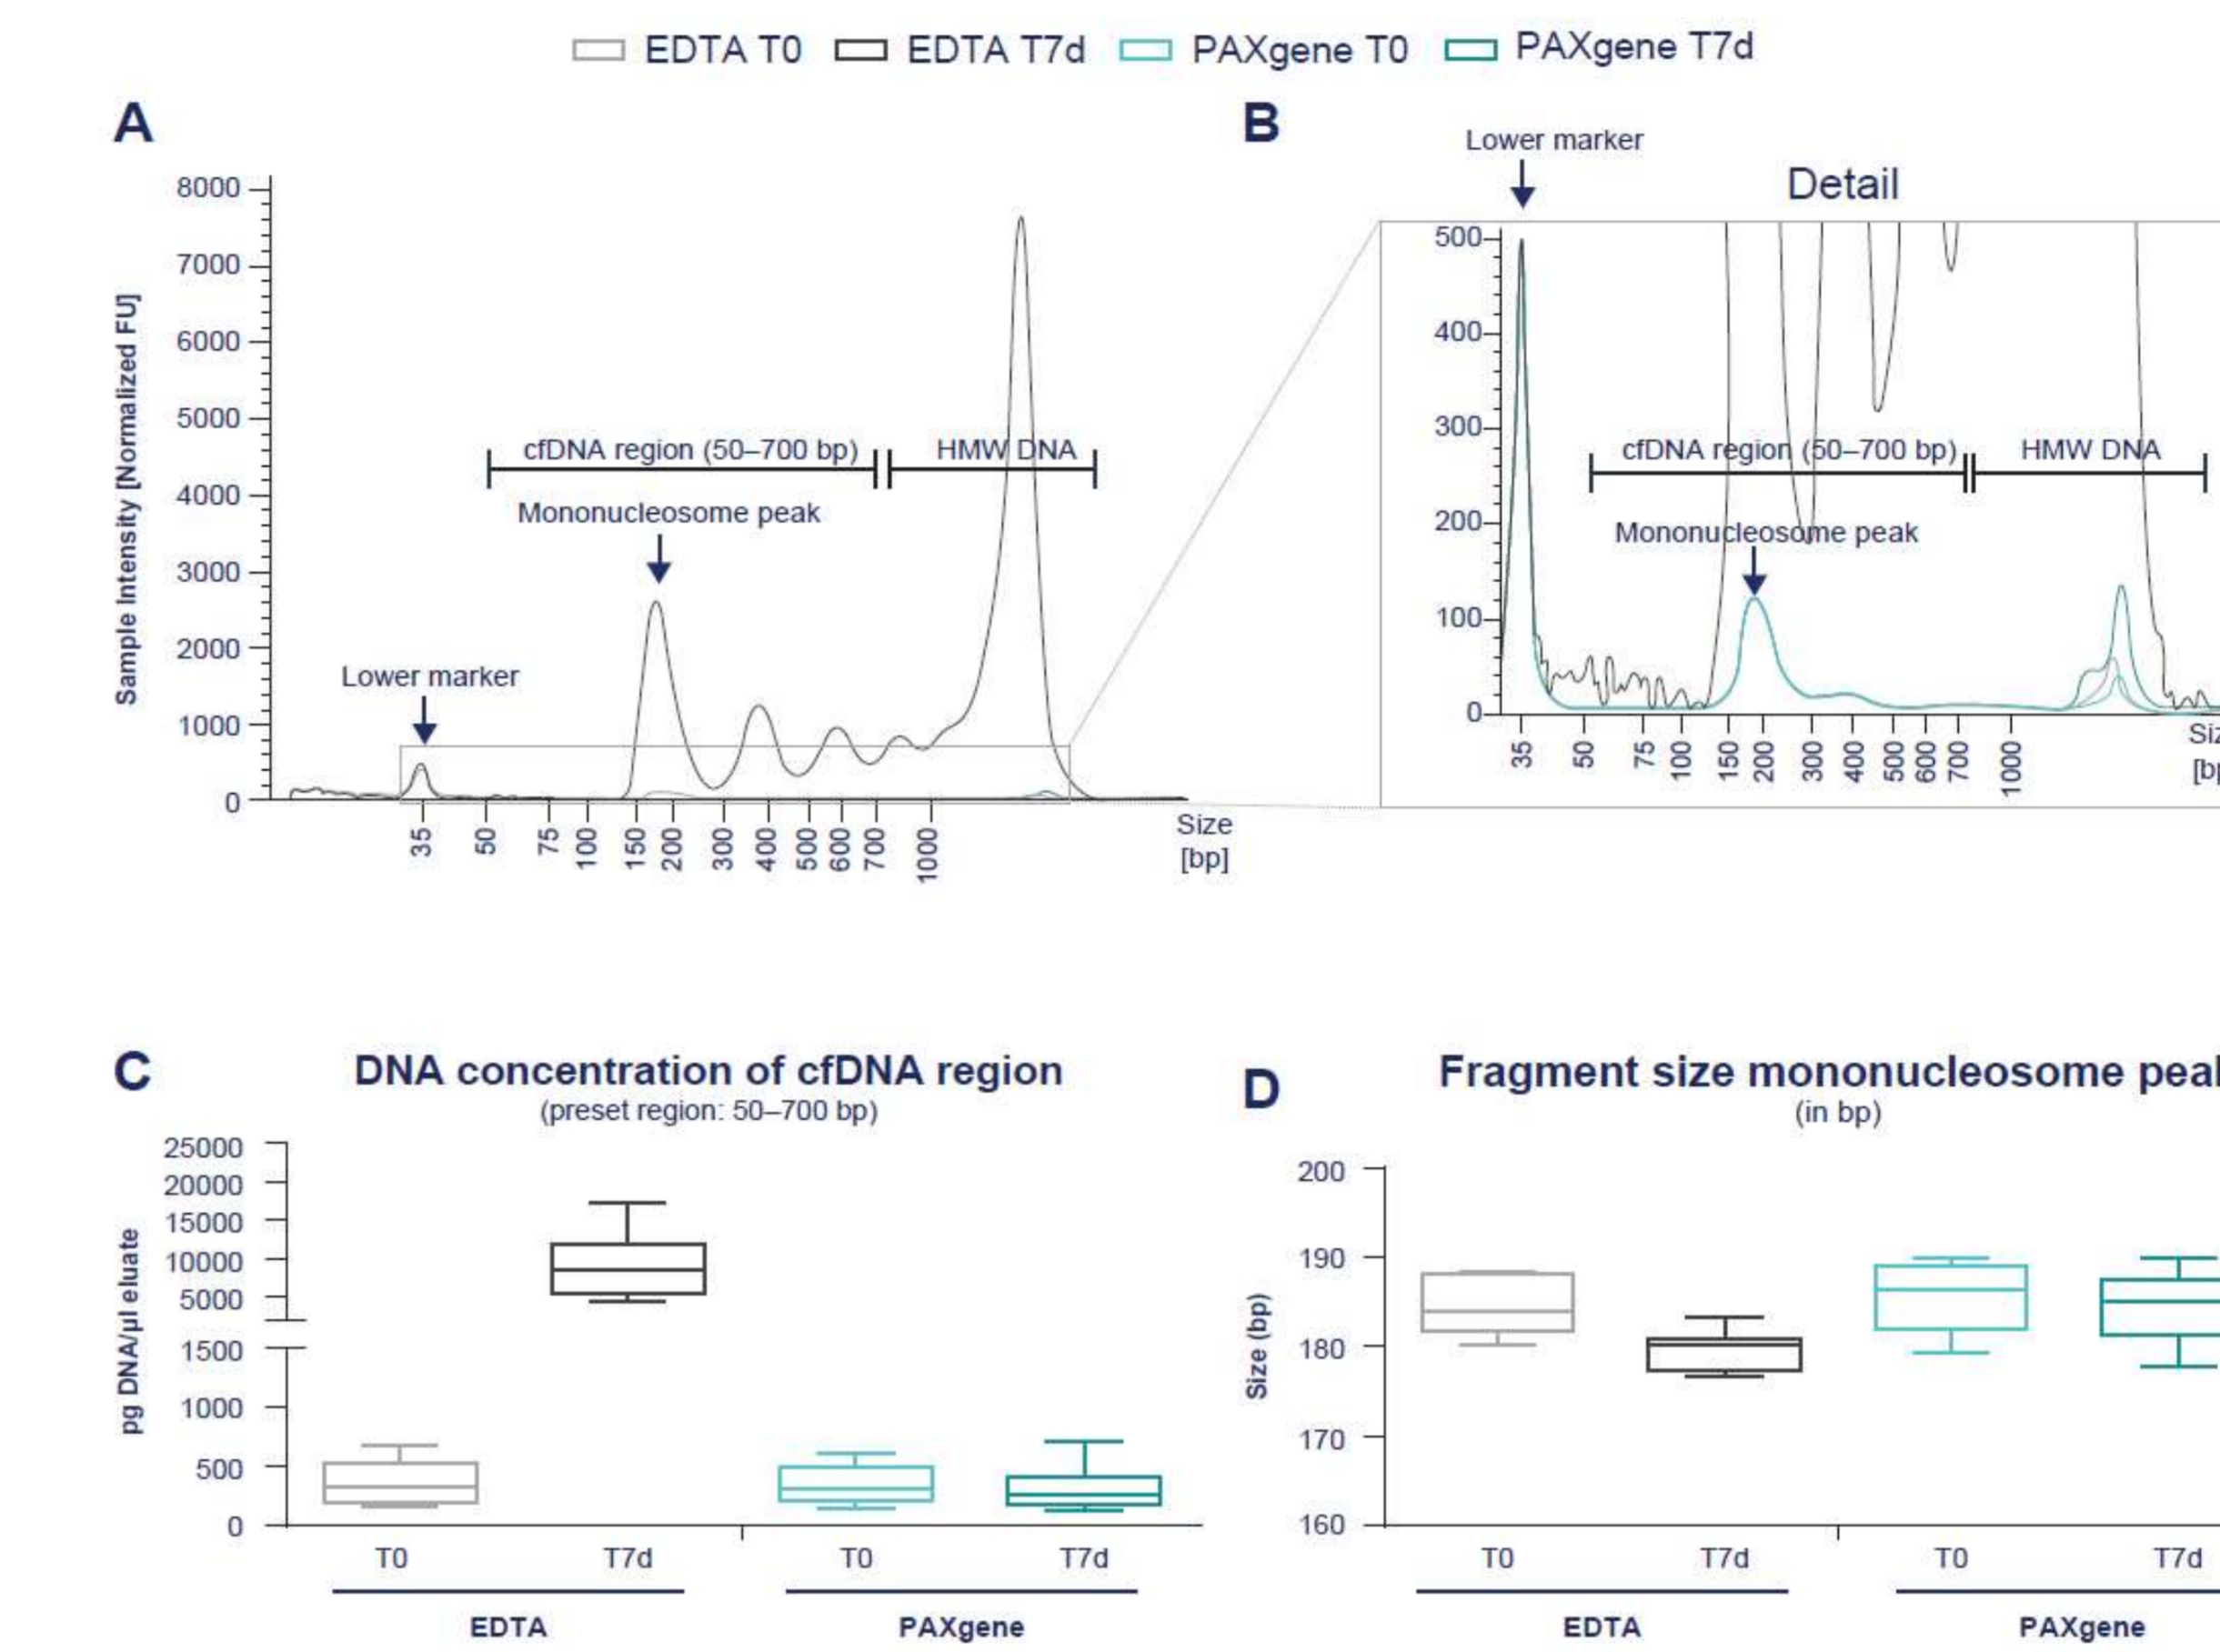 EDTA T0 EDTA T7d PAXgene T0 PAXgene T7d
A
Sample Intensity [Normalized FU]
8000
7000
6000
5000
4000
3000
2000
1000
0
cfDNA region (50–700 bp)
HMW DNA
Mononucleosome peak
Lower marker
35 50 75 100 150 200 300 400 500 600 700 1000
Size
[bp]
B
Lower marker
Detail
500
400
300
200
100
0
cfDNA region (50–700 bp)
HMW DNA
Mononucleosome peak
35 50 75 100 150 200 300 400 500 600 700 1000
C
DNA concentration of cfDNA region
(preset region: 50–700 bp)
pg DNA/µl eluate
25000
20000
15000
10000
5000
1500
1000
500
0
T0 T7d T0 T7d
EDTA PAXgene
D
Fragment size mononucleosome
(in bp)
Size (bp)
200
190
180
170
160
T0 T7d T0 T7d
EDTA PAXgene